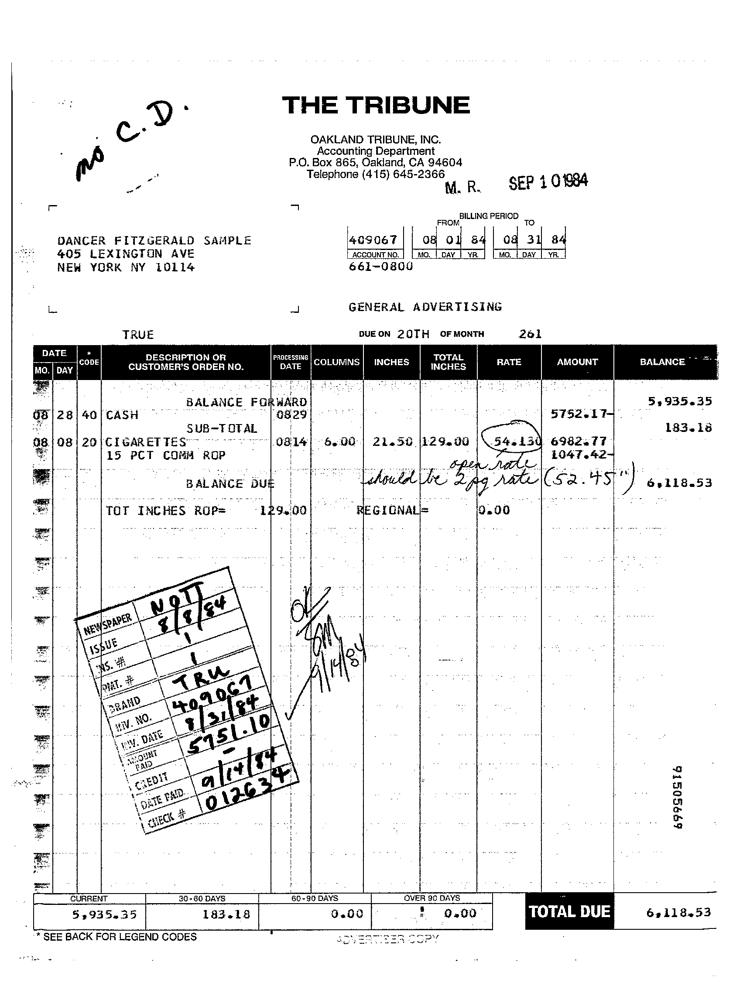 no C.D.
THE TRIBUNE
OAKLAND TRIBUNE, INC.
Accounting Department
P.O. Box 865, Oakland, CA 94604
Telephone (415) 645-2366
M. R. SEP 10 1984
BILLING PERIOD
FROM TO
DANCER FITZGERALD SAMPLE
405 LEXINGTON AVE
NEW YORK NY 10114
409067 08 01 84 08 31 84
ACCOUNT NO. MO. DAY YR. MO. DAY YR.
661-0800
GENERAL ADVERTISING
TRUE DUE ON 20TH OF MONTH 261
DATE MO. DAY * CODE DESCRIPTION OR CUSTOMER'S ORDER NO. PROCESSING DATE COLUMNS INCHES TOTAL INCHES RATE AMOUNT BALANCE
BALANCE FORWARD 5,935.35
08 28 40 CASH 0829 5752.17-
SUB-TOTAL 183.18
08 08 20 CIGARETTES 0814 6.00 21.50 129.00 54.130 6982.77
15 PCT COMM ROP 1047.42-
open rate
should be 2 pg rate (52.45")
BALANCE DUE 6,118.53
TOT INCHES ROP= 129.00 REGIONAL= 0.00
NEWSPAPER NOTT
ISSUE 8/8/84
INS. # 1
MAT. # 1
BRAND TRU
INV. NO. 409067
INV. DATE 8/31/84
AMOUNT PAID 5751.10
CREDIT –
DATE PAID 9/14/84
CHECK # 012634
OK
9/14/84
91505669
CURRENT 30-60 DAYS 60-90 DAYS OVER 90 DAYS
5,935.35 183.18 0.00 0.00 TOTAL DUE 6,118.53
* SEE BACK FOR LEGEND CODES
ADVERTISER COPY